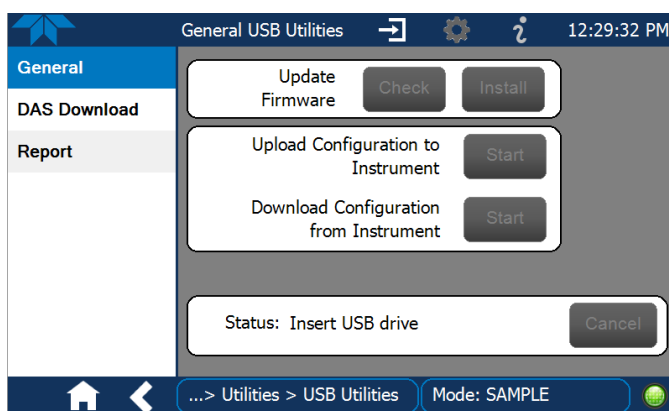 General USB Utilities
12:29:32 PM
General
DAS Download
Report
Update
Firmware
Check
Install
Upload Configuration to
Instrument
Start
Download Configuration
from Instrument
Start
Status: Insert USB drive
Cancel
...> Utilities > USB Utilities
Mode: SAMPLE